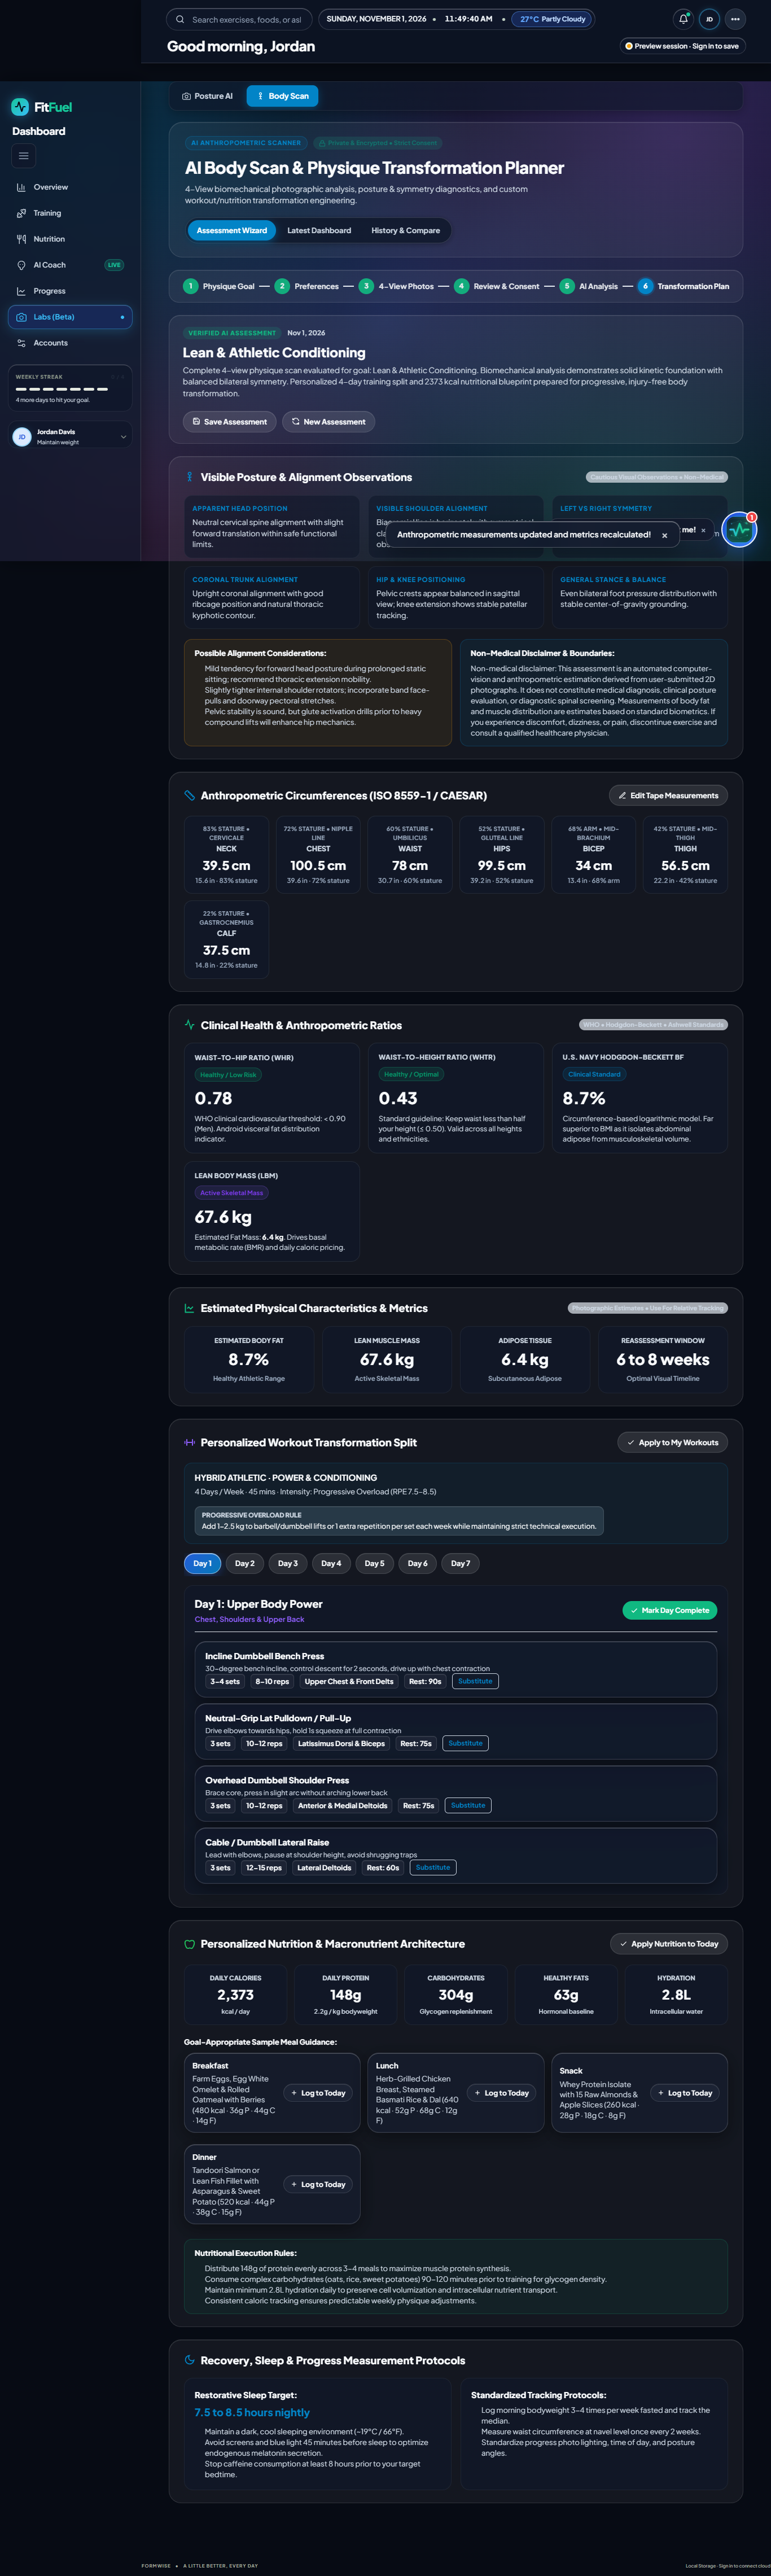 Search exercises, foods, or asl
SUNDAY, NOVEMBER 1, 2026 • 11:49:40 AM • 27°C Partly Cloudy
JD
Good morning, Jordan
Preview session · Sign in to save
FitFuel
Dashboard
Overview
Training
Nutrition
AI Coach LIVE
Progress
Labs (Beta)
Accounts
WEEKLY STREAK
4 more days to hit your goal.
JD
Jordan Davis
Maintain weight
Posture AI
Body Scan
AI ANTHROPOMETRIC SCANNER
Private & Encrypted • Strict Consent
AI Body Scan & Physique Transformation Planner
4-View biomechanical photographic analysis, posture & symmetry diagnostics, and custom
workout/nutrition transformation engineering.
Assessment Wizard
Latest Dashboard
History & Compare
1 Physique Goal — 2 Preferences — 3 4-View Photos — 4 Review & Consent — 5 AI Analysis — 6 Transformation Plan
VERIFIED AI ASSESSMENT Nov 1, 2026
Lean & Athletic Conditioning
Complete 4-view physique scan evaluated for goal: Lean & Athletic Conditioning. Biomechanical analysis demonstrates solid kinetic foundation with
balanced bilateral symmetry. Personalized 4-day training split and 2373 kcal nutritional blueprint prepared for progressive, injury-free body
transformation.
Save Assessment
New Assessment
Visible Posture & Alignment Observations
Cautious Visual Observations • Non-Medical
APPARENT HEAD POSITION
Neutral cervical spine alignment with slight
forward translation within safe functional
limits.
VISIBLE SHOULDER ALIGNMENT
LEFT VS RIGHT SYMMETRY
Anthropometric measurements updated and metrics recalculated! ×
me! ×
1
CORONAL TRUNK ALIGNMENT
Upright coronal alignment with good
ribcage position and natural thoracic
kyphotic contour.
HIP & KNEE POSITIONING
Pelvic crests appear balanced in sagittal
view; knee extension shows stable patellar
tracking.
GENERAL STANCE & BALANCE
Even bilateral foot pressure distribution with
stable center-of-gravity grounding.
Possible Alignment Considerations:
Mild tendency for forward head posture during prolonged static
sitting; recommend thoracic extension mobility.
Slightly tighter internal shoulder rotators; incorporate band face-
pulls and doorway pectoral stretches.
Pelvic stability is sound, but glute activation drills prior to heavy
compound lifts will enhance hip mechanics.
Non-Medical Disclaimer & Boundaries:
Non-medical disclaimer: This assessment is an automated computer-
vision and anthropometric estimation derived from user-submitted 2D
photographs. It does not constitute medical diagnosis, clinical posture
evaluation, or diagnostic spinal screening. Measurements of body fat
and muscle distribution are estimates based on standard biometrics. If
you experience discomfort, dizziness, or pain, discontinue exercise and
consult a qualified healthcare physician.
Anthropometric Circumferences (ISO 8559-1 / CAESAR)
Edit Tape Measurements
83% STATURE • CERVICALE
NECK
39.5 cm
15.6 in · 83% stature
72% STATURE • NIPPLE LINE
CHEST
100.5 cm
39.6 in · 72% stature
60% STATURE • UMBILICUS
WAIST
78 cm
30.7 in · 60% stature
52% STATURE • GLUTEAL LINE
HIPS
99.5 cm
39.2 in · 52% stature
68% ARM • MID-BRACHIUM
BICEP
34 cm
13.4 in · 68% arm
42% STATURE • MID-THIGH
THIGH
56.5 cm
22.2 in · 42% stature
22% STATURE • GASTROCNEMIUS
CALF
37.5 cm
14.8 in · 22% stature
Clinical Health & Anthropometric Ratios
WHO • Hodgdon-Beckett • Ashwell Standards
WAIST-TO-HIP RATIO (WHR)
Healthy / Low Risk
0.78
WHO clinical cardiovascular threshold: < 0.90
(Men). Android visceral fat distribution
indicator.
WAIST-TO-HEIGHT RATIO (WHTR)
Healthy / Optimal
0.43
Standard guideline: Keep waist less than half
your height (≤ 0.50). Valid across all heights
and ethnicities.
U.S. NAVY HODGDON-BECKETT BF
Clinical Standard
8.7%
Circumference-based logarithmic model. Far
superior to BMI as it isolates abdominal
adipose from musculoskeletal volume.
LEAN BODY MASS (LBM)
Active Skeletal Mass
67.6 kg
Estimated Fat Mass: 6.4 kg. Drives basal
metabolic rate (BMR) and daily caloric pricing.
Estimated Physical Characteristics & Metrics
Photographic Estimates • Use For Relative Tracking
ESTIMATED BODY FAT
8.7%
Healthy Athletic Range
LEAN MUSCLE MASS
67.6 kg
Active Skeletal Mass
ADIPOSE TISSUE
6.4 kg
Subcutaneous Adipose
REASSESSMENT WINDOW
6 to 8 weeks
Optimal Visual Timeline
Personalized Workout Transformation Split
Apply to My Workouts
HYBRID ATHLETIC · POWER & CONDITIONING
4 Days / Week · 45 mins · Intensity: Progressive Overload (RPE 7.5-8.5)
PROGRESSIVE OVERLOAD RULE
Add 1-2.5 kg to barbell/dumbbell lifts or 1 extra repetition per set each week while maintaining strict technical execution.
Day 1 Day 2 Day 3 Day 4 Day 5 Day 6 Day 7
Day 1: Upper Body Power
Chest, Shoulders & Upper Back
Mark Day Complete
Incline Dumbbell Bench Press
30-degree bench incline, control descent for 2 seconds, drive up with chest contraction
3-4 sets 8-10 reps Upper Chest & Front Delts Rest: 90s Substitute
Neutral-Grip Lat Pulldown / Pull-Up
Drive elbows towards hips, hold 1s squeeze at full contraction
3 sets 10-12 reps Latissimus Dorsi & Biceps Rest: 75s Substitute
Overhead Dumbbell Shoulder Press
Brace core, press in slight arc without arching lower back
3 sets 10-12 reps Anterior & Medial Deltoids Rest: 75s Substitute
Cable / Dumbbell Lateral Raise
Lead with elbows, pause at shoulder height, avoid shrugging traps
3 sets 12-15 reps Lateral Deltoids Rest: 60s Substitute
Personalized Nutrition & Macronutrient Architecture
Apply Nutrition to Today
DAILY CALORIES
2,373
kcal / day
DAILY PROTEIN
148g
2.2g / kg bodyweight
CARBOHYDRATES
304g
Glycogen replenishment
HEALTHY FATS
63g
Hormonal baseline
HYDRATION
2.8L
Intracellular water
Goal-Appropriate Sample Meal Guidance:
Breakfast
Farm Eggs, Egg White
Omelet & Rolled
Oatmeal with Berries
(480 kcal · 36g P · 44g C
· 14g F)
+ Log to Today
Lunch
Herb-Grilled Chicken
Breast, Steamed
Basmati Rice & Dal (640
kcal · 52g P · 68g C · 12g
F)
+ Log to Today
Snack
Whey Protein Isolate
with 15 Raw Almonds &
Apple Slices (260 kcal ·
28g P · 18g C · 8g F)
+ Log to Today
Dinner
Tandoori Salmon or
Lean Fish Fillet with
Asparagus & Sweet
Potato (520 kcal · 44g P
· 38g C · 15g F)
+ Log to Today
Nutritional Execution Rules:
Distribute 148g of protein evenly across 3-4 meals to maximize muscle protein synthesis.
Consume complex carbohydrates (oats, rice, sweet potatoes) 90-120 minutes prior to training for glycogen density.
Maintain minimum 2.8L hydration daily to preserve cell volumization and intracellular nutrient transport.
Consistent caloric tracking ensures predictable weekly physique adjustments.
Recovery, Sleep & Progress Measurement Protocols
Restorative Sleep Target:
7.5 to 8.5 hours nightly
Maintain a dark, cool sleeping environment (~19°C / 66°F).
Avoid screens and blue light 45 minutes before sleep to optimize
endogenous melatonin secretion.
Stop caffeine consumption at least 8 hours prior to your target
bedtime.
Standardized Tracking Protocols:
Log morning bodyweight 3-4 times per week fasted and track the
median.
Measure waist circumference at navel level once every 2 weeks.
Standardize progress photo lighting, time of day, and posture
angles.
FORMWISE • A LITTLE BETTER, EVERY DAY
Local Storage · Sign in to connect cloud